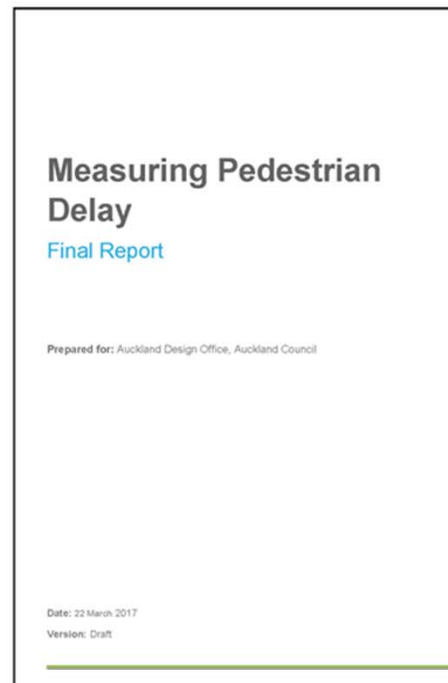 Measuring Pedestrian
Delay
Final Report
Prepared for: Auckland Design Office, Auckland Council
Date: 22 March 2017
Version: Draft